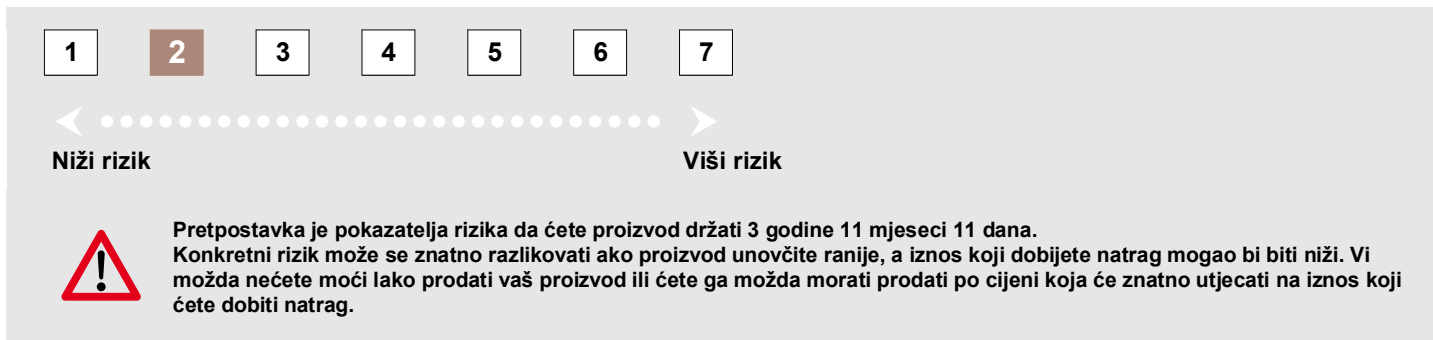 1 2 3 4 5 6 7
Niži rizik Viši rizik
Pretpostavka je pokazatelja rizika da ćete proizvod držati 3 godine 11 mjeseci 11 dana.
Konkretni rizik može se znatno razlikovati ako proizvod unovčite ranije, a iznos koji dobijete natrag mogao bi biti niži. Vi
možda nećete moći lako prodati vaš proizvod ili ćete ga možda morati prodati po cijeni koja će znatno utjecati na iznos koji
ćete dobiti natrag.